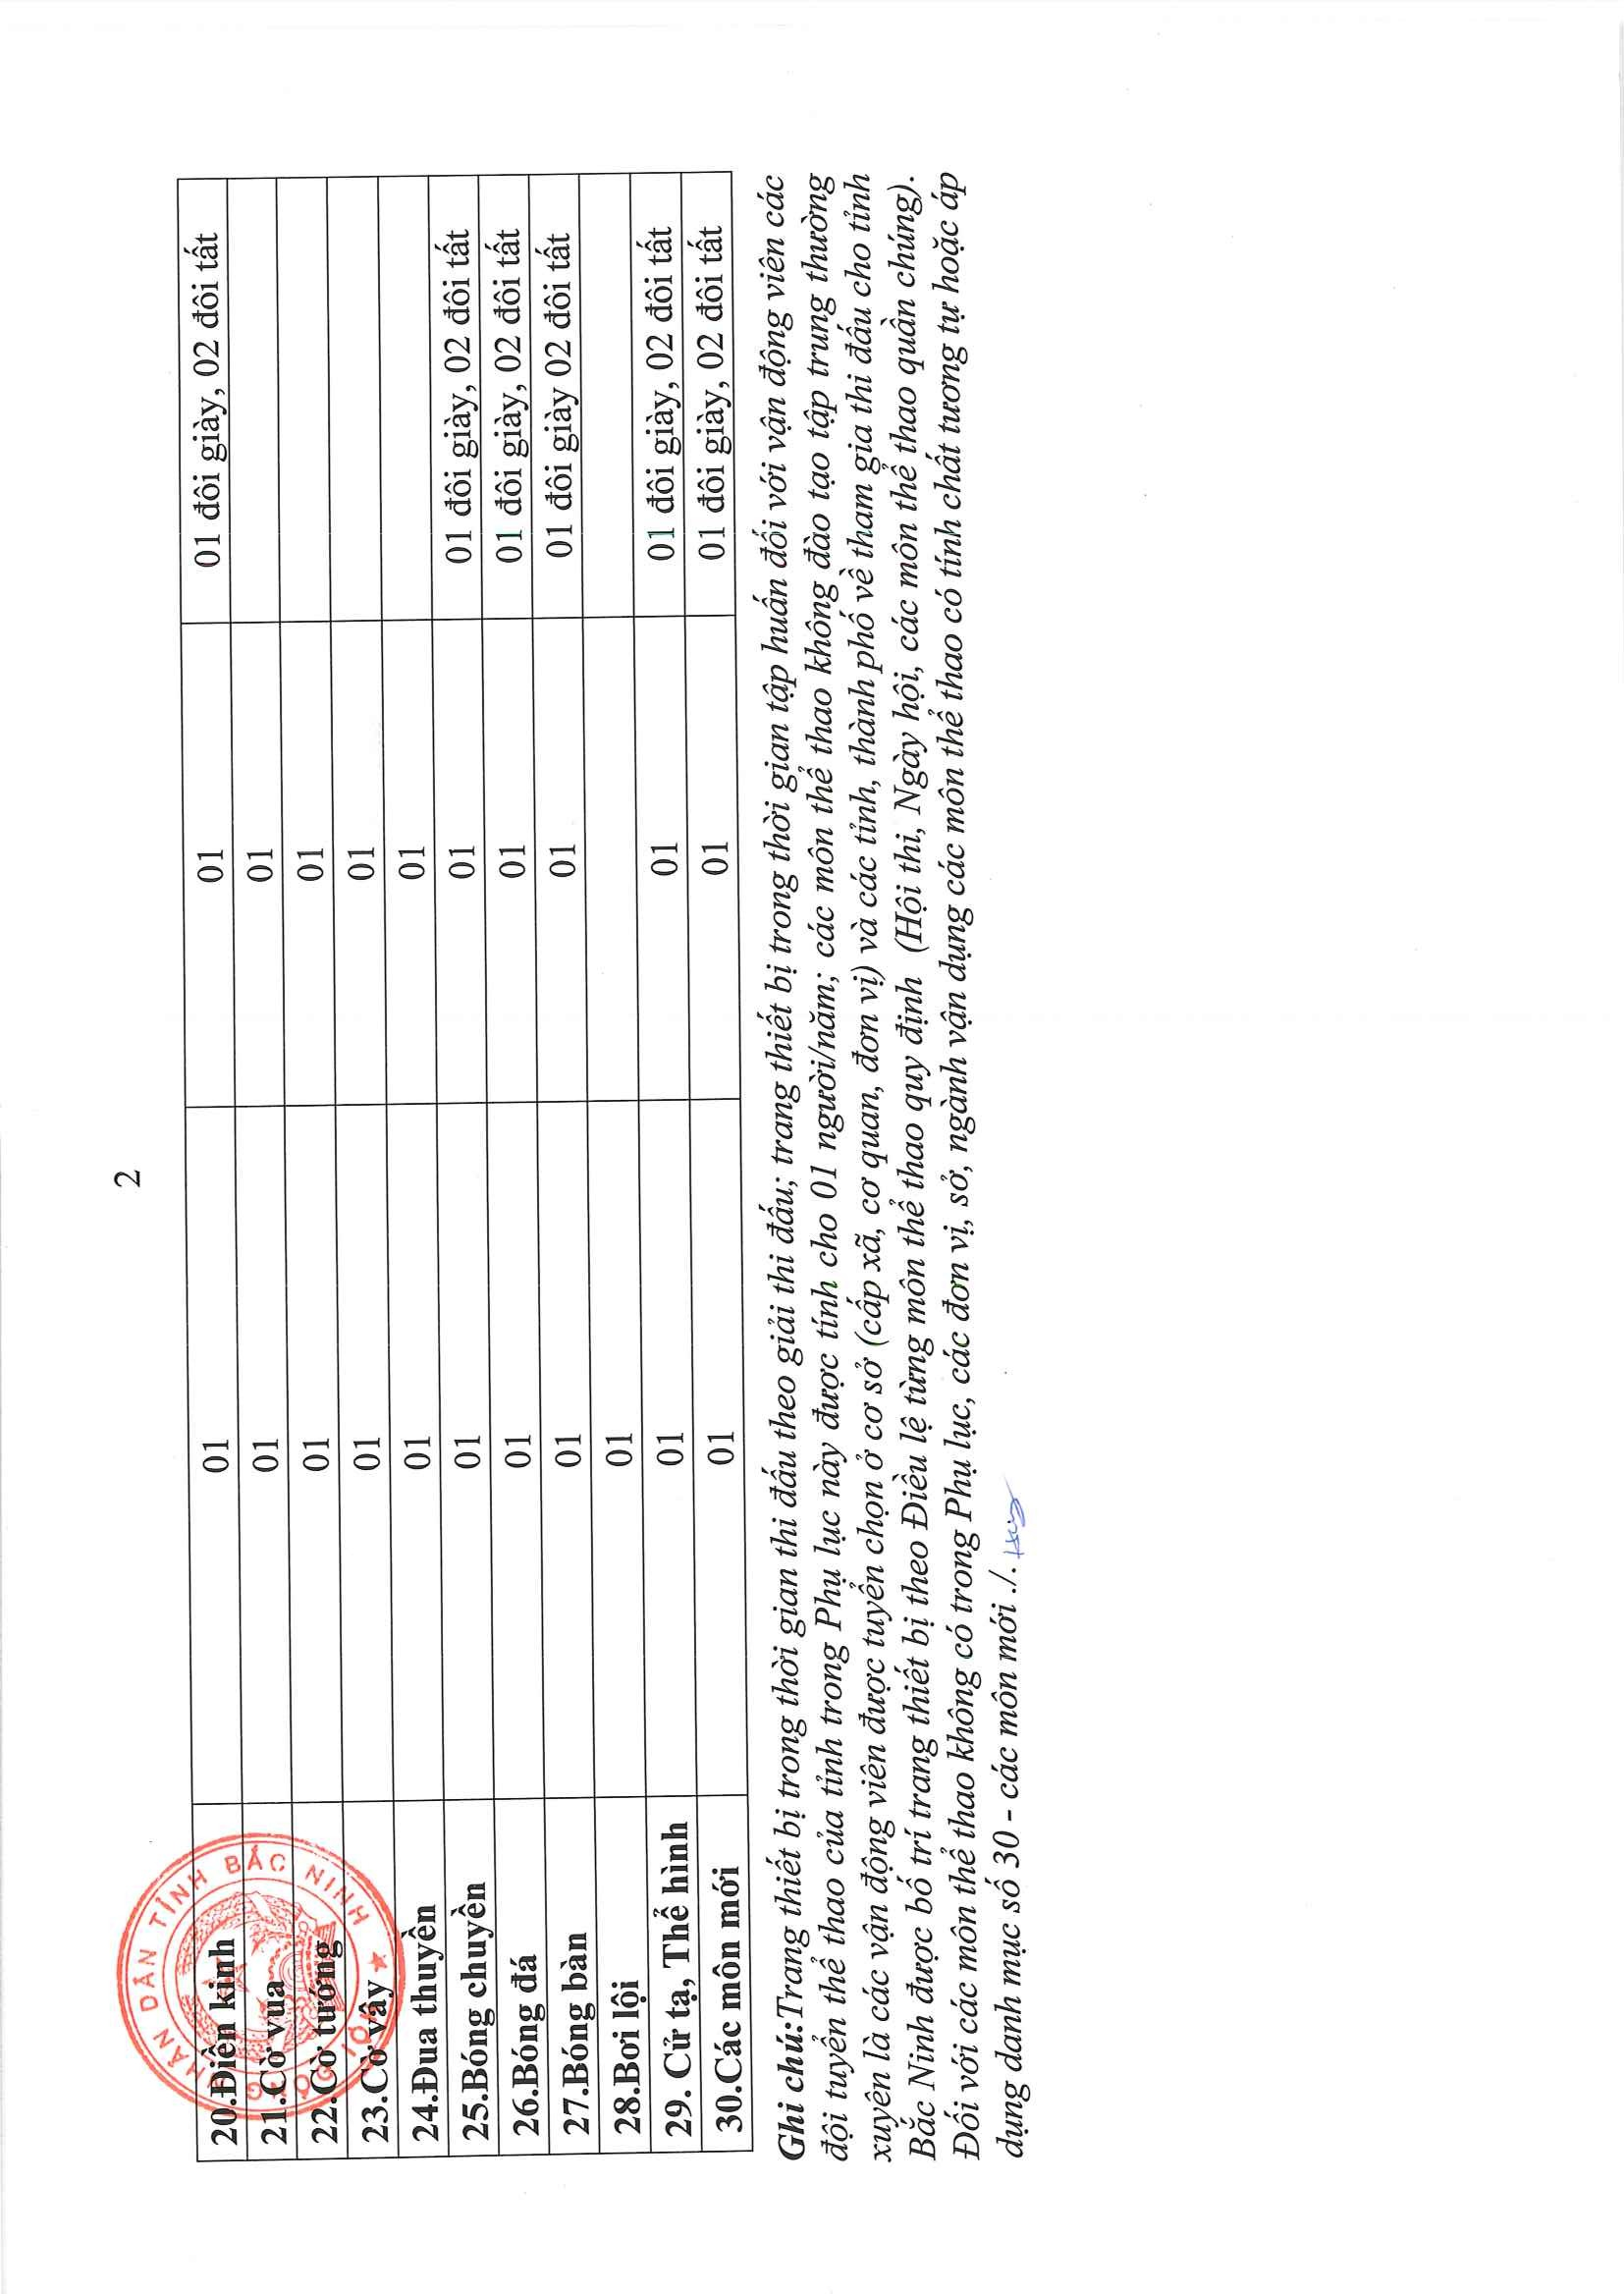 2
20.Điền kinh 01 01 01 đôi giày, 02 đôi tất
21.Cờ vua 01 01
22.Cờ tướng 01 01
23.Cờ vây 01 01
24.Đua thuyền 01 01
25.Bóng chuyền 01 01 01 đôi giày, 02 đôi tất
26.Bóng đá 01 01 01 đôi giày, 02 đôi tất
27.Bóng bàn 01 01 01 đôi giày 02 đôi tất
28.Bơi lội 01
29. Cử tạ, Thể hình 01 01 01 đôi giày, 02 đôi tất
30.Các môn mới 01 01 01 đôi giày, 02 đôi tất
Ghi chú:Trang thiết bị trong thời gian thi đấu theo giải thi đấu; trang thiết bị trong thời gian tập huấn đối với vận động viên các
đội tuyển thể thao của tỉnh trong Phụ lục này được tính cho 01 người/năm; các môn thể thao không đào tạo tập trung thường
xuyên là các vận động viên được tuyển chọn ở cơ sở (cấp xã, cơ quan, đơn vị) và các tỉnh, thành phố về tham gia thi đấu cho tỉnh
Bắc Ninh được bố trí trang thiết bị theo Điều lệ từng môn thể thao quy định (Hội thi, Ngày hội, các môn thể thao quần chúng).
Đối với các môn thể thao không có trong Phụ lục, các đơn vị, sở, ngành vận dụng các môn thể thao có tính chất tương tự hoặc áp
dụng danh mục số 30 - các môn mới ./.
HỘI ĐỒNG NHÂN DÂN TỈNH BẮC NINH